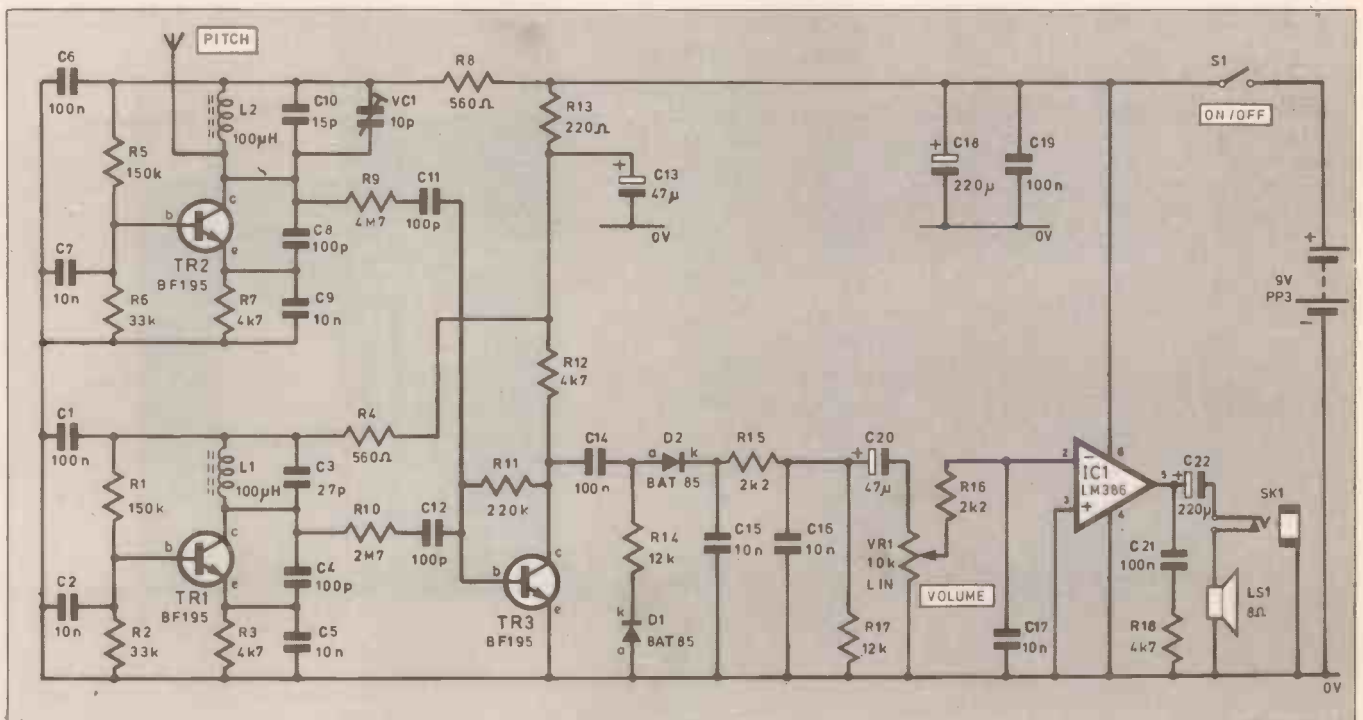 PITCH
C6
100n
R5
150k
L2
100µH
C10
15p
VC1
10p
R8
560Ω
R13
220Ω
C13
47µ
+
0V
C18
220µ
+
C19
100n
0V
S1
ON/OFF
+
9V
PP3
-
C7
10n
R6
33k
b
c
e
TR2
BF195
R7
4k7
C8
100p
C9
10n
R9
4M7
C11
100p
R12
4k7
C1
100n
R1
150k
L1
100µH
C3
27p
R4
560Ω
R11
220k
C2
10n
R2
33k
b
c
e
TR1
BF195
R3
4k7
C4
100p
C5
10n
R10
2M7
C12
100p
b
c
e
TR3
BF195
C14
100n
a
D2
k
BAT 85
R14
12k
k
D1
a
BAT 85
R15
2k2
C15
10n
C16
10n
C20
+
47µ
R17
12k
VR1
10k
LIN
VOLUME
R16
2k2
C17
10n
2
3
-
+
IC1
LM386
6
4
5
C22
+
220µ
C21
100n
R18
4k7
SK1
LS1
8Ω
0V